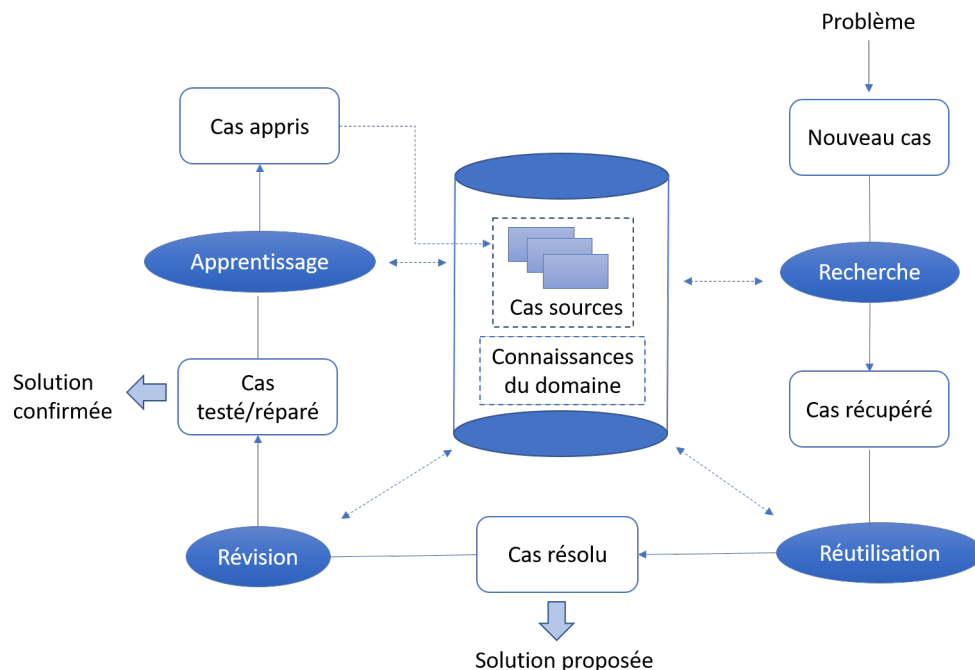 Problème
Cas appris
Nouveau cas
Apprentissage
Recherche
Cas sources
Connaissances
du domaine
Solution
confirmée
Cas
testé/réparé
Cas récupéré
Révision
Cas résolu
Réutilisation
Solution proposée